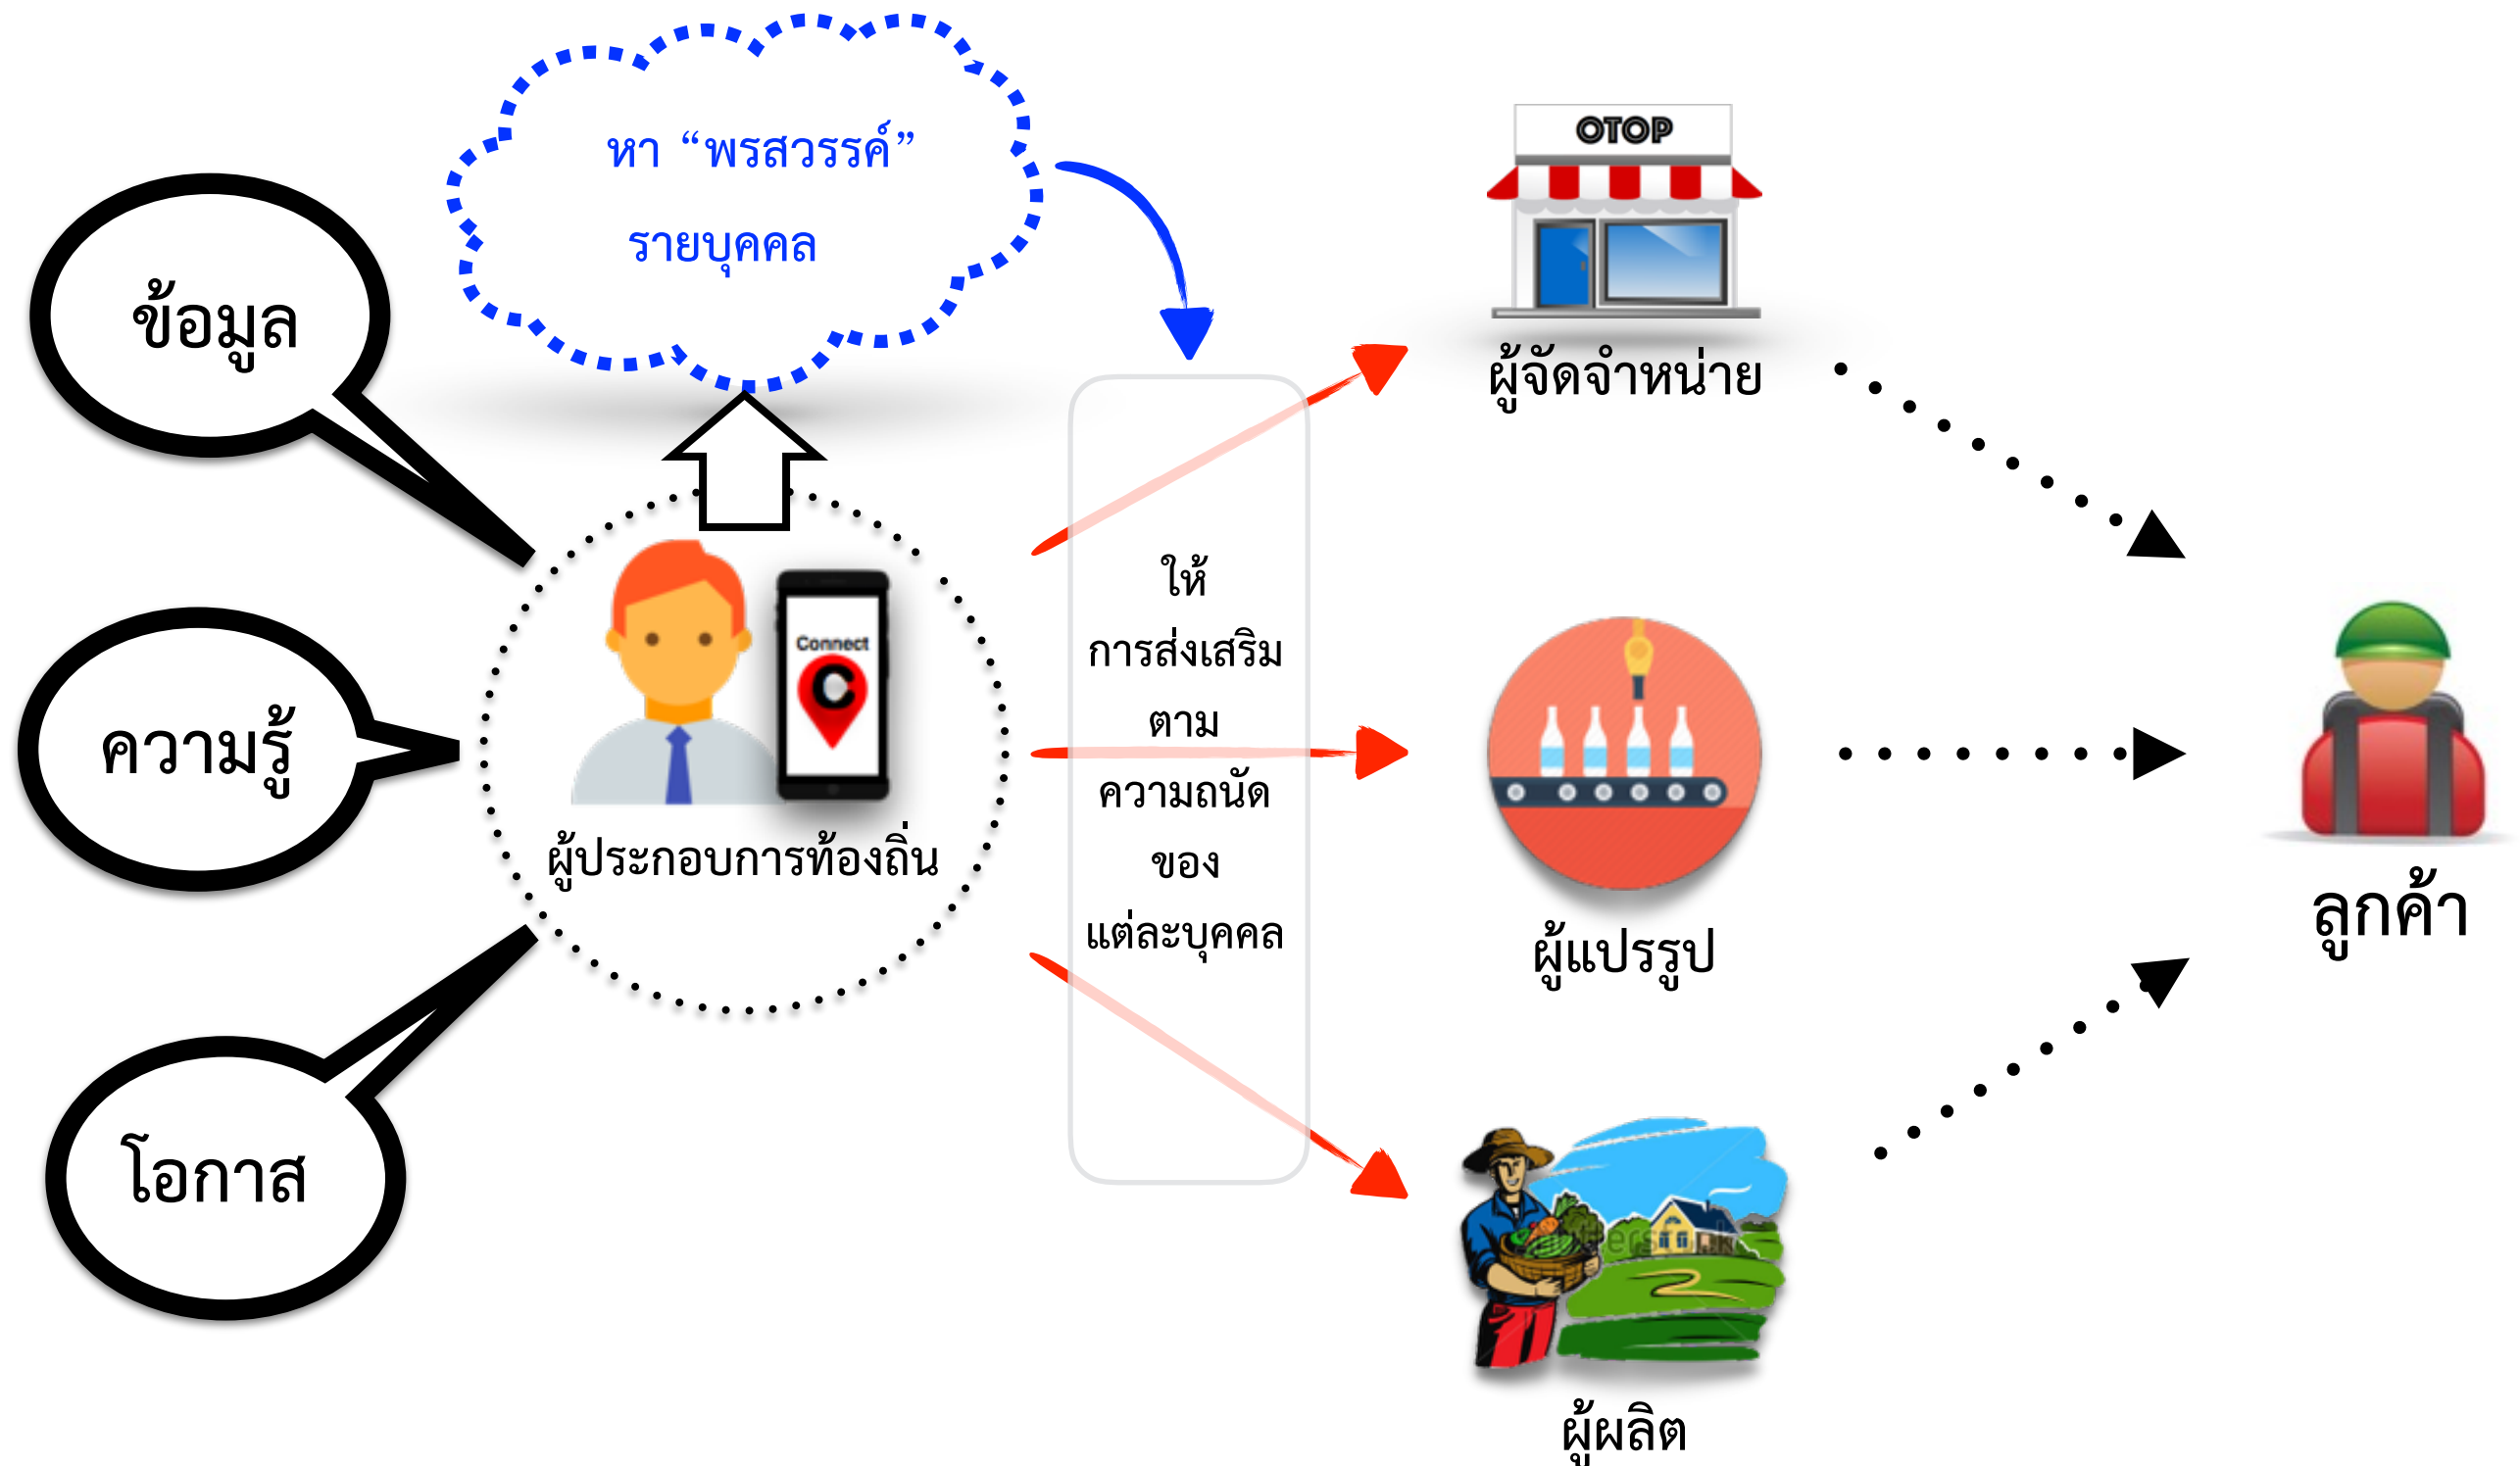 หา “พรสวรรค์”
รายบุคคล
OTOP
ข้อมูล
ผู้จัดจำหน่าย
ให้
การส่งเสริม
ตาม
ความถนัด
ของ
แต่ละบุคคล
Connect
C
ความรู้
ผู้ประกอบการท้องถิ่น
ผู้แปรรูป
ลูกค้า
โอกาส
ผู้ผลิต